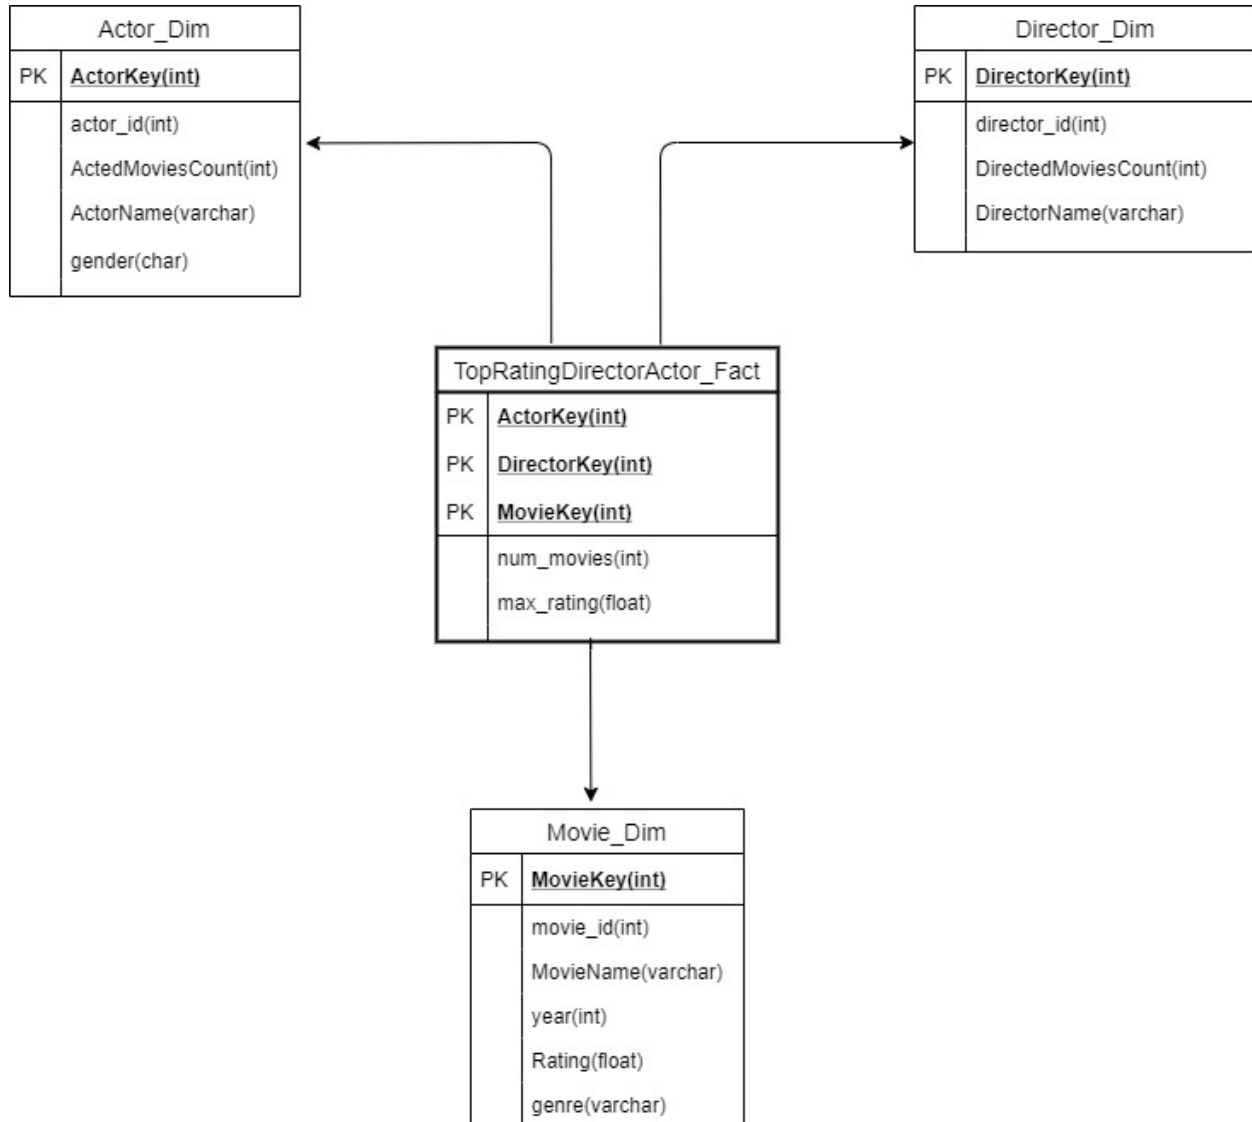 Actor_Dim
PK ActorKey(int)
actor_id(int)
ActedMoviesCount(int)
ActorName(varchar)
gender(char)
Director_Dim
PK DirectorKey(int)
director_id(int)
DirectedMoviesCount(int)
DirectorName(varchar)
TopRatingDirectorActor_Fact
PK ActorKey(int)
PK DirectorKey(int)
PK MovieKey(int)
num_movies(int)
max_rating(float)
Movie_Dim
PK MovieKey(int)
movie_id(int)
MovieName(varchar)
year(int)
Rating(float)
genre(varchar)